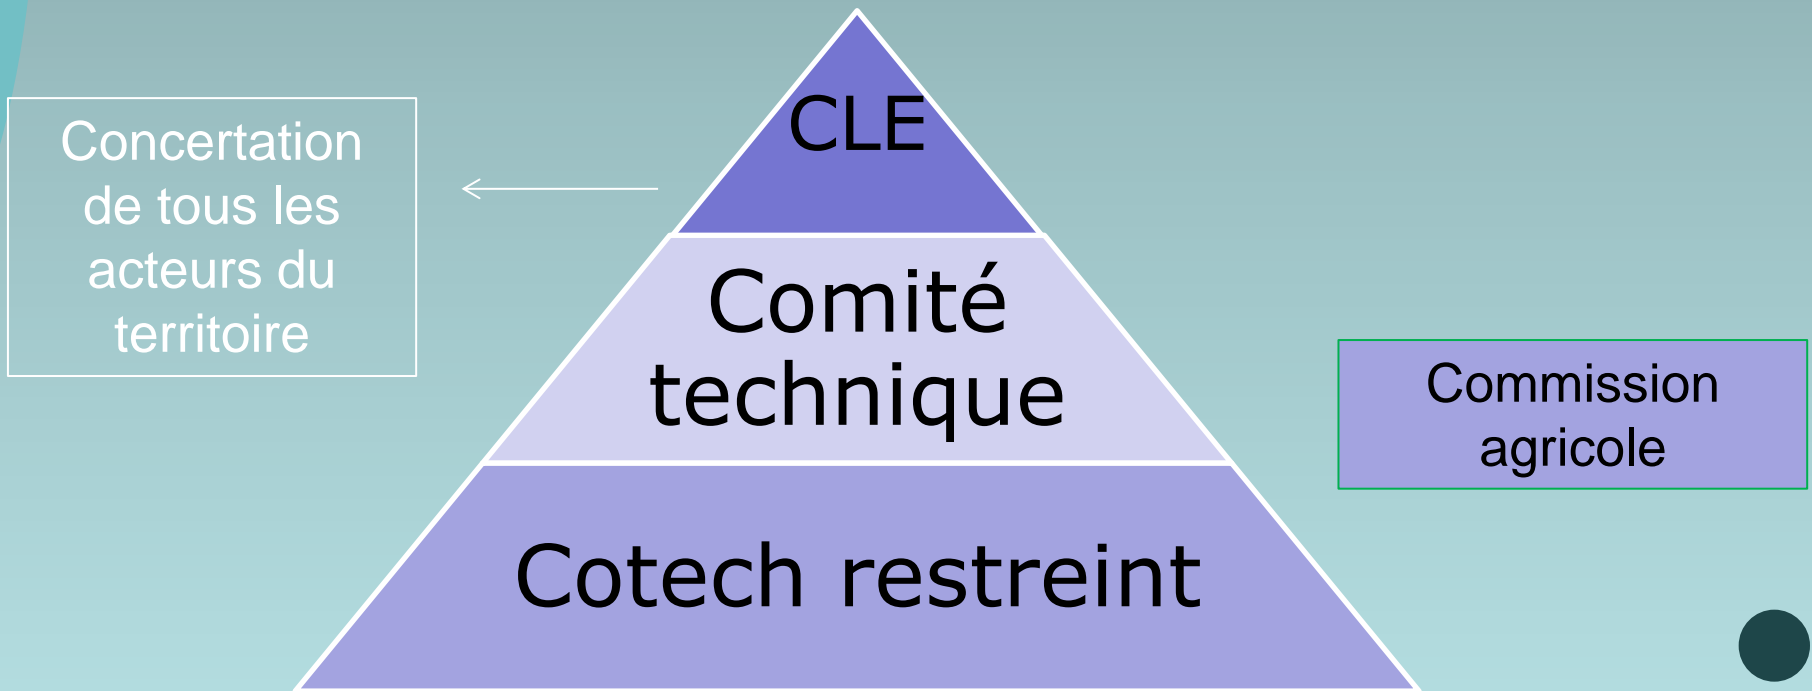 CLE
Concertation
de tous les
acteurs du
territoire
Comité
technique
Commission
agricole
Cotech restreint